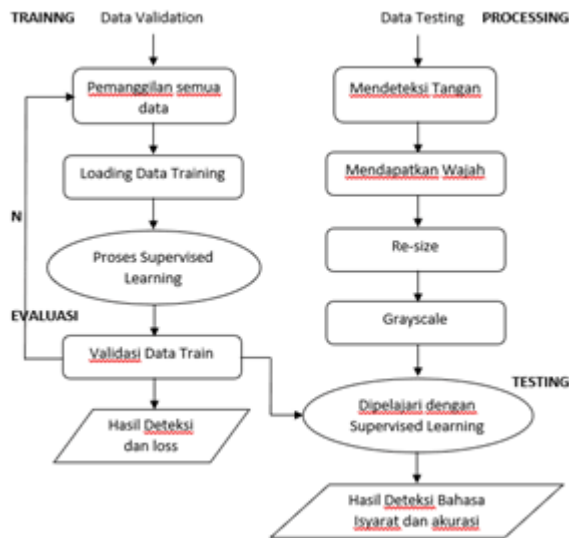 TRAINNG Data Validation
Data Testing PROCESSING
Pemanggilan semua
data
Mendeteksi Tangan
Loading Data Training
Mendapatkan Wajah
N
Proses Supervised
Learning
Re-size
EVALUASI
Grayscale
Validasi Data Train
TESTING
Hasil Deteksi
dan loss
Dipelajari dengan
Supervised Learning
Hasil Deteksi Bahasa
Isyarat dan akurasi